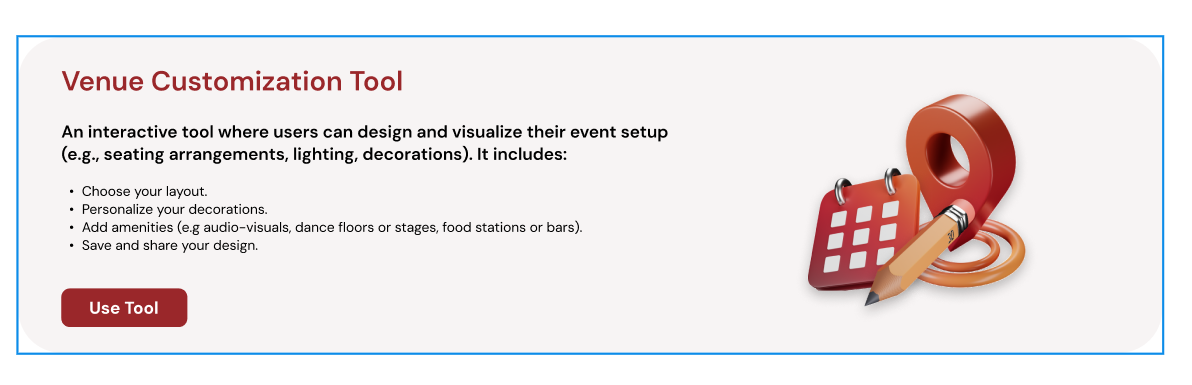 Venue Customization Tool
An interactive tool where users can design and visualize their event setup
(e.g., seating arrangements, lighting, decorations). It includes:
• Choose your layout.
• Personalize your decorations.
• Add amenities (e.g audio-visuals, dance floors or stages, food stations or bars).
• Save and share your design.
Use Tool